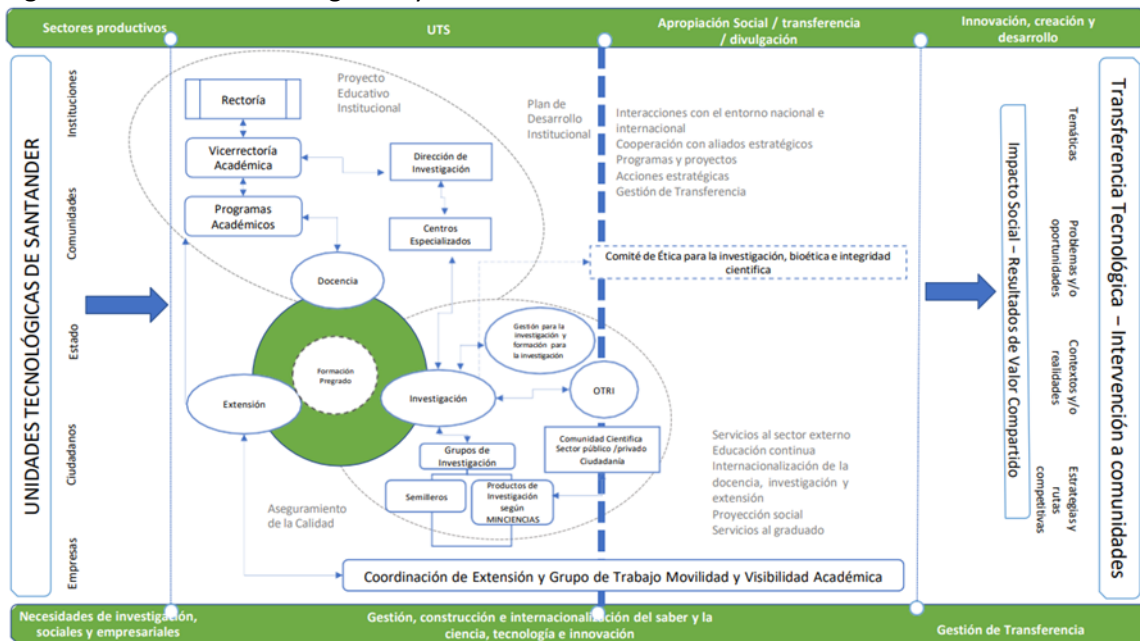 Sectores productivos
UTS
Apropiación Social / transferencia
/ divulgación
Innovación, creación y
desarrollo
UNIDADES TECNOLÓGICAS DE SANTANDER
Instituciones
Comunidades
Estado
Ciudadanos
Empresas
Rectoría
Vicerrectoría
Académica
Programas
Académicos
Proyecto
Educativo
Institucional
Dirección de
Investigación
Centros
Especializados
Docencia
Plan de
Desarrollo
Institucional
Interacciones con el entorno nacional e
internacional
Cooperación con aliados estratégicos
Programas y proyectos
Acciones estratégicas
Gestión de Transferencia
Comité de Ética para la investigación, bioética e integridad
científica
Formación
Pregrado
Extensión
Investigación
Gestión para la
investigación y
formación para
la investigación
OTRI
Comunidad Científica
Sector público /privado
Ciudadanía
Grupos de
Investigación
Semilleros
Productos de
Investigación
según
MINCIENCIAS
Aseguramiento
de la Calidad
Servicios al sector externo
Educación continua
Internacionalización de la
docencia, investigación y
extensión
Proyección social
Servicios al graduado
Coordinación de Extensión y Grupo de Trabajo Movilidad y Visibilidad Académica
Impacto Social – Resultados de Valor Compartido
Temáticas
Problemas y/o
oportunidades
Contextos y/o
realidades
Estrategias y
rutas
competitivas
Transferencia Tecnológica – Intervención a comunidades
Necesidades de investigación,
sociales y empresariales
Gestión, construcción e internacionalización del saber y la
ciencia, tecnología e innovación
Gestión de Transferencia